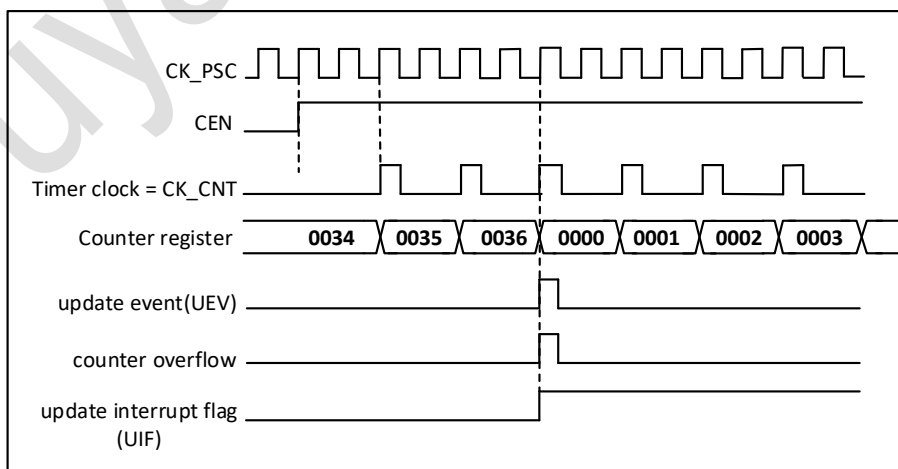 CK_PSC
CEN
Timer clock = CK_CNT
Counter register 0034 0035 0036 0000 0001 0002 0003
update event(UEV)
counter overflow
update interrupt flag
(UIF)